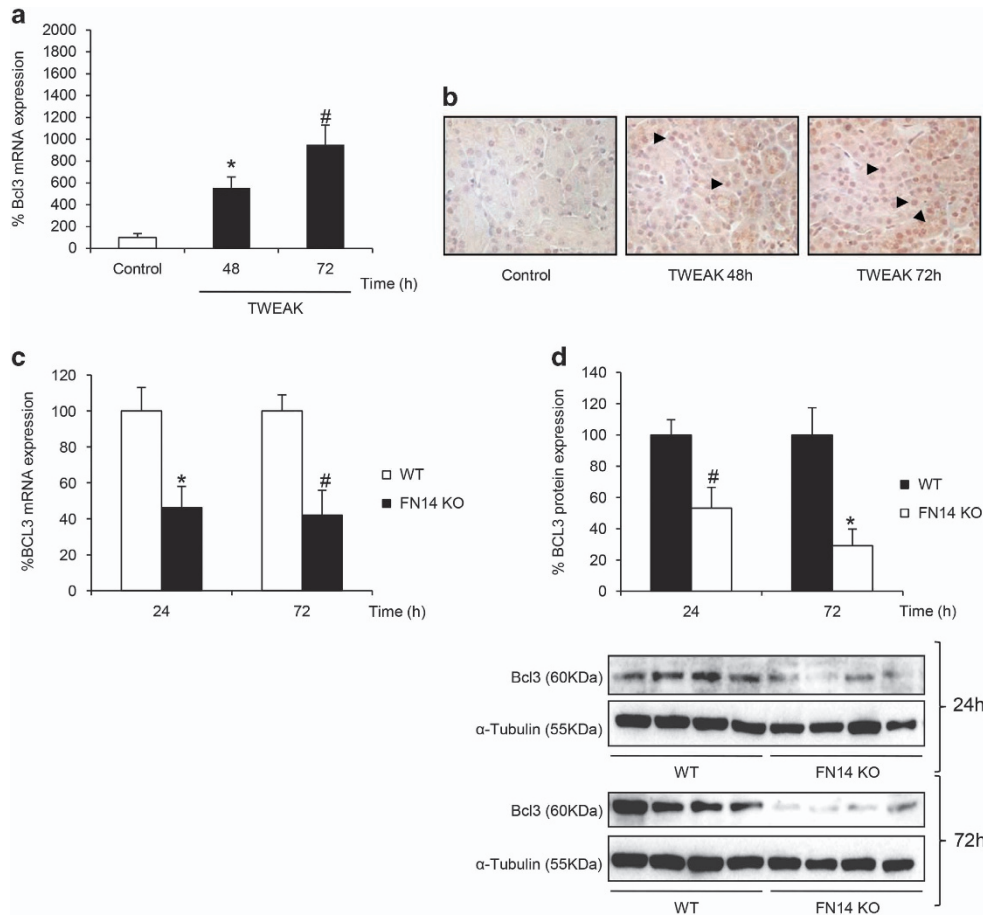 a
% Bcl3 mRNA expression
2000
1800
1600
1400
1200
1000
800
600
400
200
0
*
#
Control
48
72
Time (h)
TWEAK
b
Control
TWEAK 48h
TWEAK 72h
c
%BCL3 mRNA expression
120
100
80
60
40
20
0
*
#
WT
FN14 KO
24
72
Time (h)
d
% BCL3 protein expression
140
120
100
80
60
40
20
0
#
*
WT
FN14 KO
24
72
Time (h)
Bcl3 (60KDa)
α-Tubulin (55KDa)
WT
FN14 KO
24h
Bcl3 (60KDa)
α-Tubulin (55KDa)
WT
FN14 KO
72h